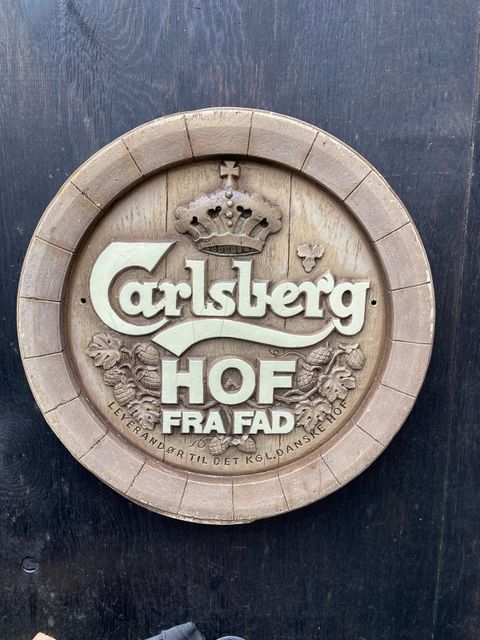 Carlsberg
HOF
FRA FAD
LEVERANDØR TIL DET KGL. DANSKE HOF